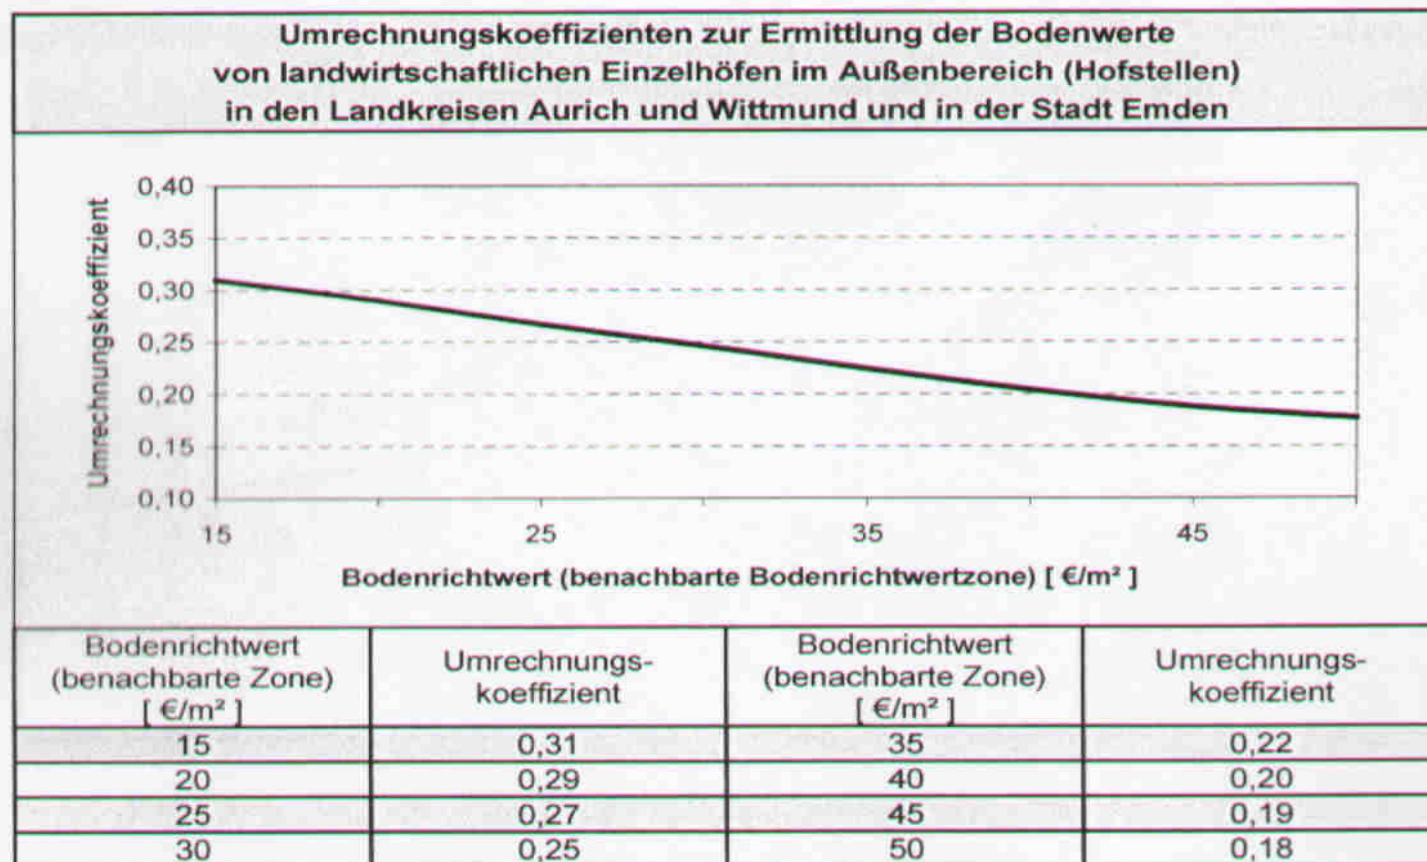 Umrechnungskoeffizienten zur Ermittlung der Bodenwerte
von landwirtschaftlichen Einzelhöfen im Außenbereich (Hofstellen)
in den Landkreisen Aurich und Wittmund und in der Stadt Emden
Umrechnungskoeffizient
0,40
0,35
0,30
0,25
0,20
0,15
0,10
15 25 35 45
Bodenrichtwert (benachbarte Bodenrichtwertzone) [ €/m² ]
Bodenrichtwert
(benachbarte Zone)
[ €/m² ]
Umrechnungs-
koeffizient
Bodenrichtwert
(benachbarte Zone)
[ €/m² ]
Umrechnungs-
koeffizient
15 0,31 35 0,22
20 0,29 40 0,20
25 0,27 45 0,19
30 0,25 50 0,18